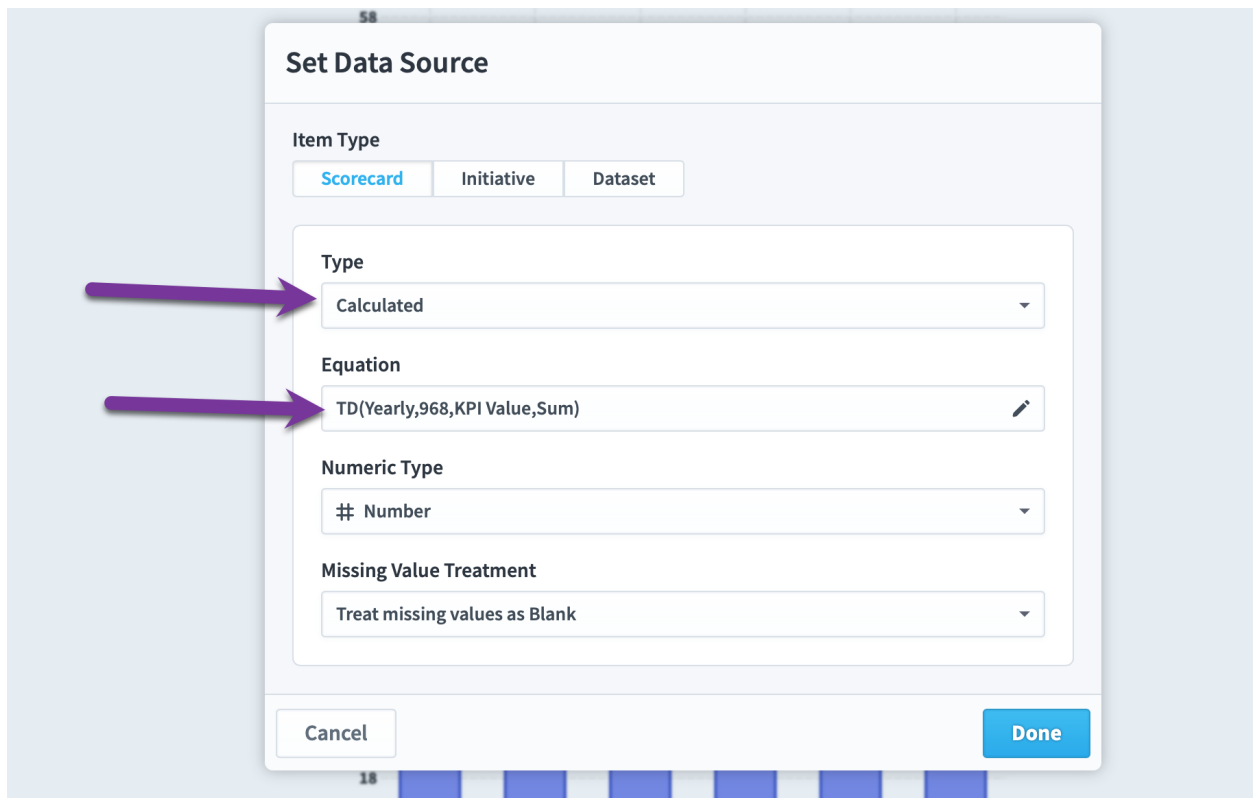 58
Set Data Source
Item Type
Scorecard Initiative Dataset
Type
Calculated
Equation
TD(Yearly,968,KPI Value,Sum)
Numeric Type
# Number
Missing Value Treatment
Treat missing values as Blank
Cancel Done
18